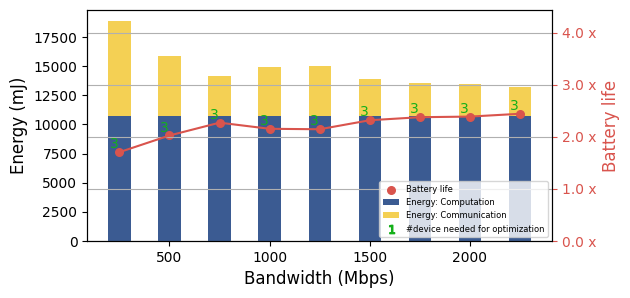 17500
15000
12500
10000
7500
5000
2500
0
Energy (mJ)
4.0 x
3.0 x
2.0 x
1.0 x
0.0 x
Battery life
3 3 3 3 3 3 3 3 3
Battery life
Energy: Computation
Energy: Communication
1 #device needed for optimization
500 1000 1500 2000
Bandwidth (Mbps)